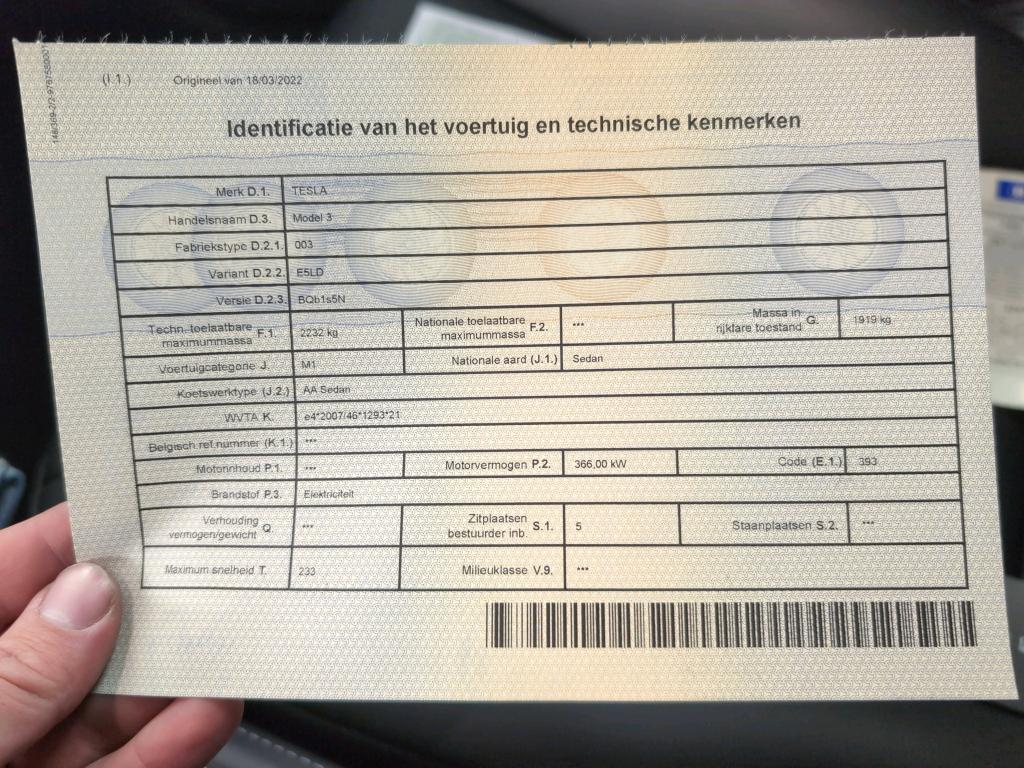 (I.1.) Origineel van 18/03/2022
Identificatie van het voertuig en technische kenmerken
Merk D.1. TESLA
Handelsnaam D.3. Model 3
Fabriekstype D.2.1. 003
Variant D.2.2. E5LD
Versie D.2.3. BQb1s5N
Techn. toelaatbare maximummassa F.1. 2232 kg Nationale toelaatbare maximummassa F.2. *** Massa in rijklare toestand G. 1919 kg
Voertuigcategorie J. M1 Nationale aard (J.1.) Sedan
Koetswerktype (J.2.) AA Sedan
WVTA K. e4*2007/46*1293*21
Belgisch ref.nummer (K.1.) ***
Motorinhoud P.1. *** Motorvermogen P.2. 366,00 kW Code (E.1.) 393
Brandstof P.3. Elektriciteit
Verhouding vermogen/gewicht Q. *** Zitplaatsen bestuurder inb. S.1. 5 Staanplaatsen S.2. ***
Maximum snelheid T. 233 Milieuklasse V.9. ***